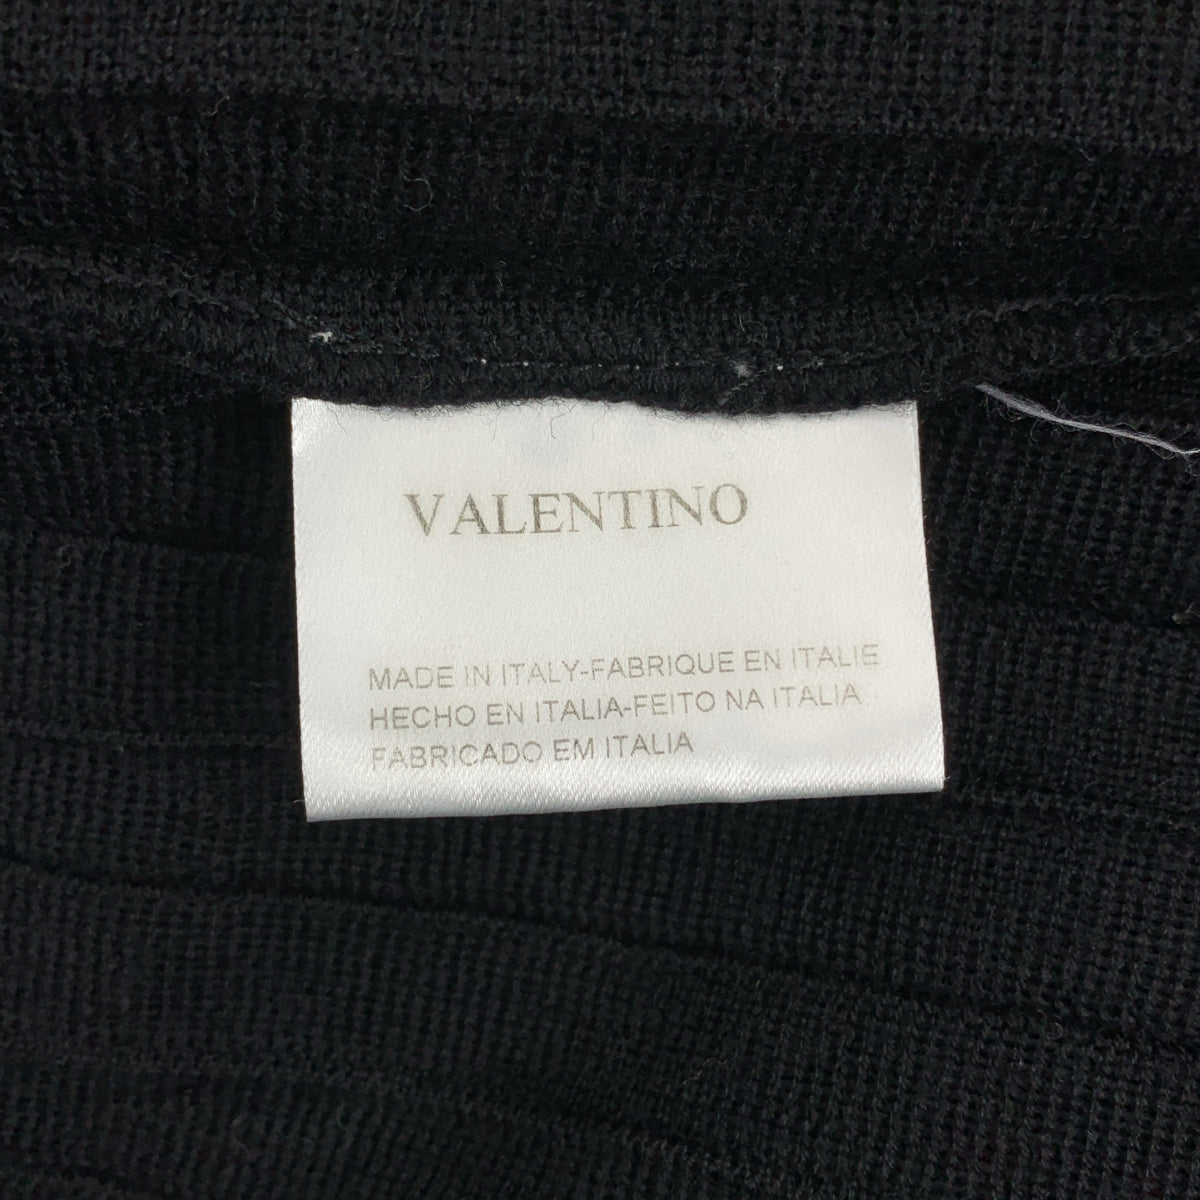 VALENTINO
MADE IN ITALY-FABRIQUE EN ITALIE
HECHO EN ITALIA-FEITO NA ITALIA
FABRICADO EM ITALIA